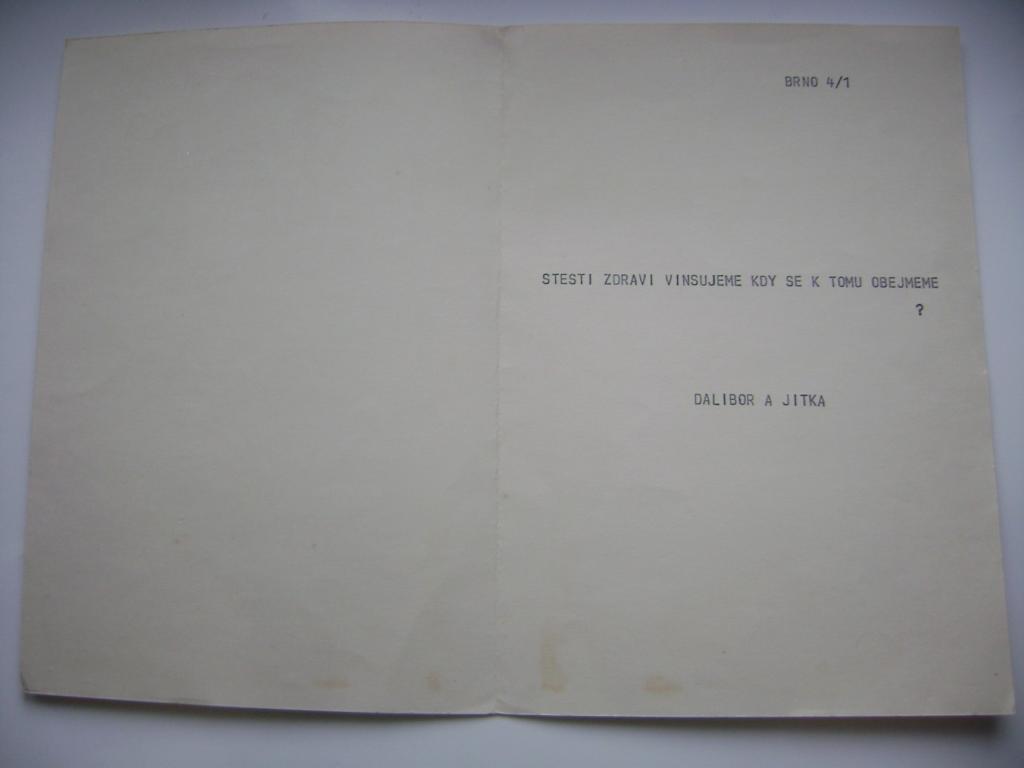 BRNO 4/1
STESTI ZDRAVI VINSUJEME KDY SE K TOMU OBEJMEME
?
DALIBOR A JITKA